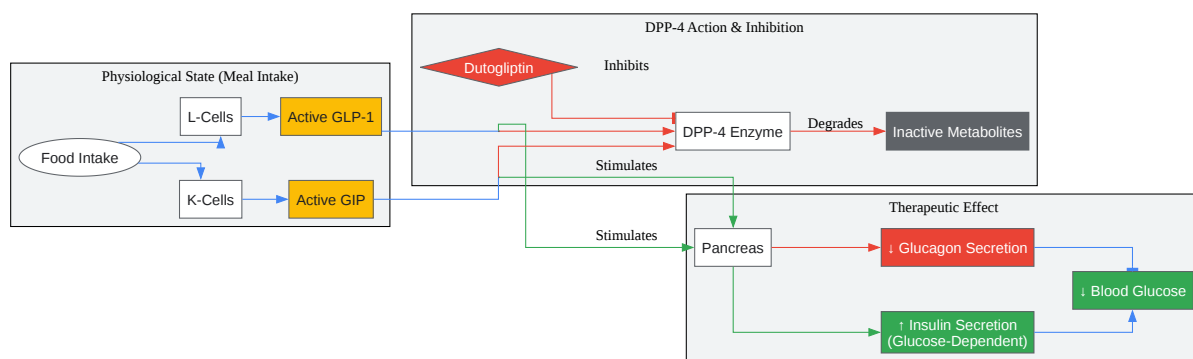 DPP-4 Action & Inhibition
Dutogliptin
Inhibits
Physiological State (Meal Intake)
L-Cells
Active GLP-1
DPP-4 Enzyme
Degrades
Inactive Metabolites
Food Intake
Stimulates
K-Cells
Active GIP
Therapeutic Effect
Stimulates
Pancreas
↓ Glucagon Secretion
↓ Blood Glucose
↑ Insulin Secretion
(Glucose-Dependent)